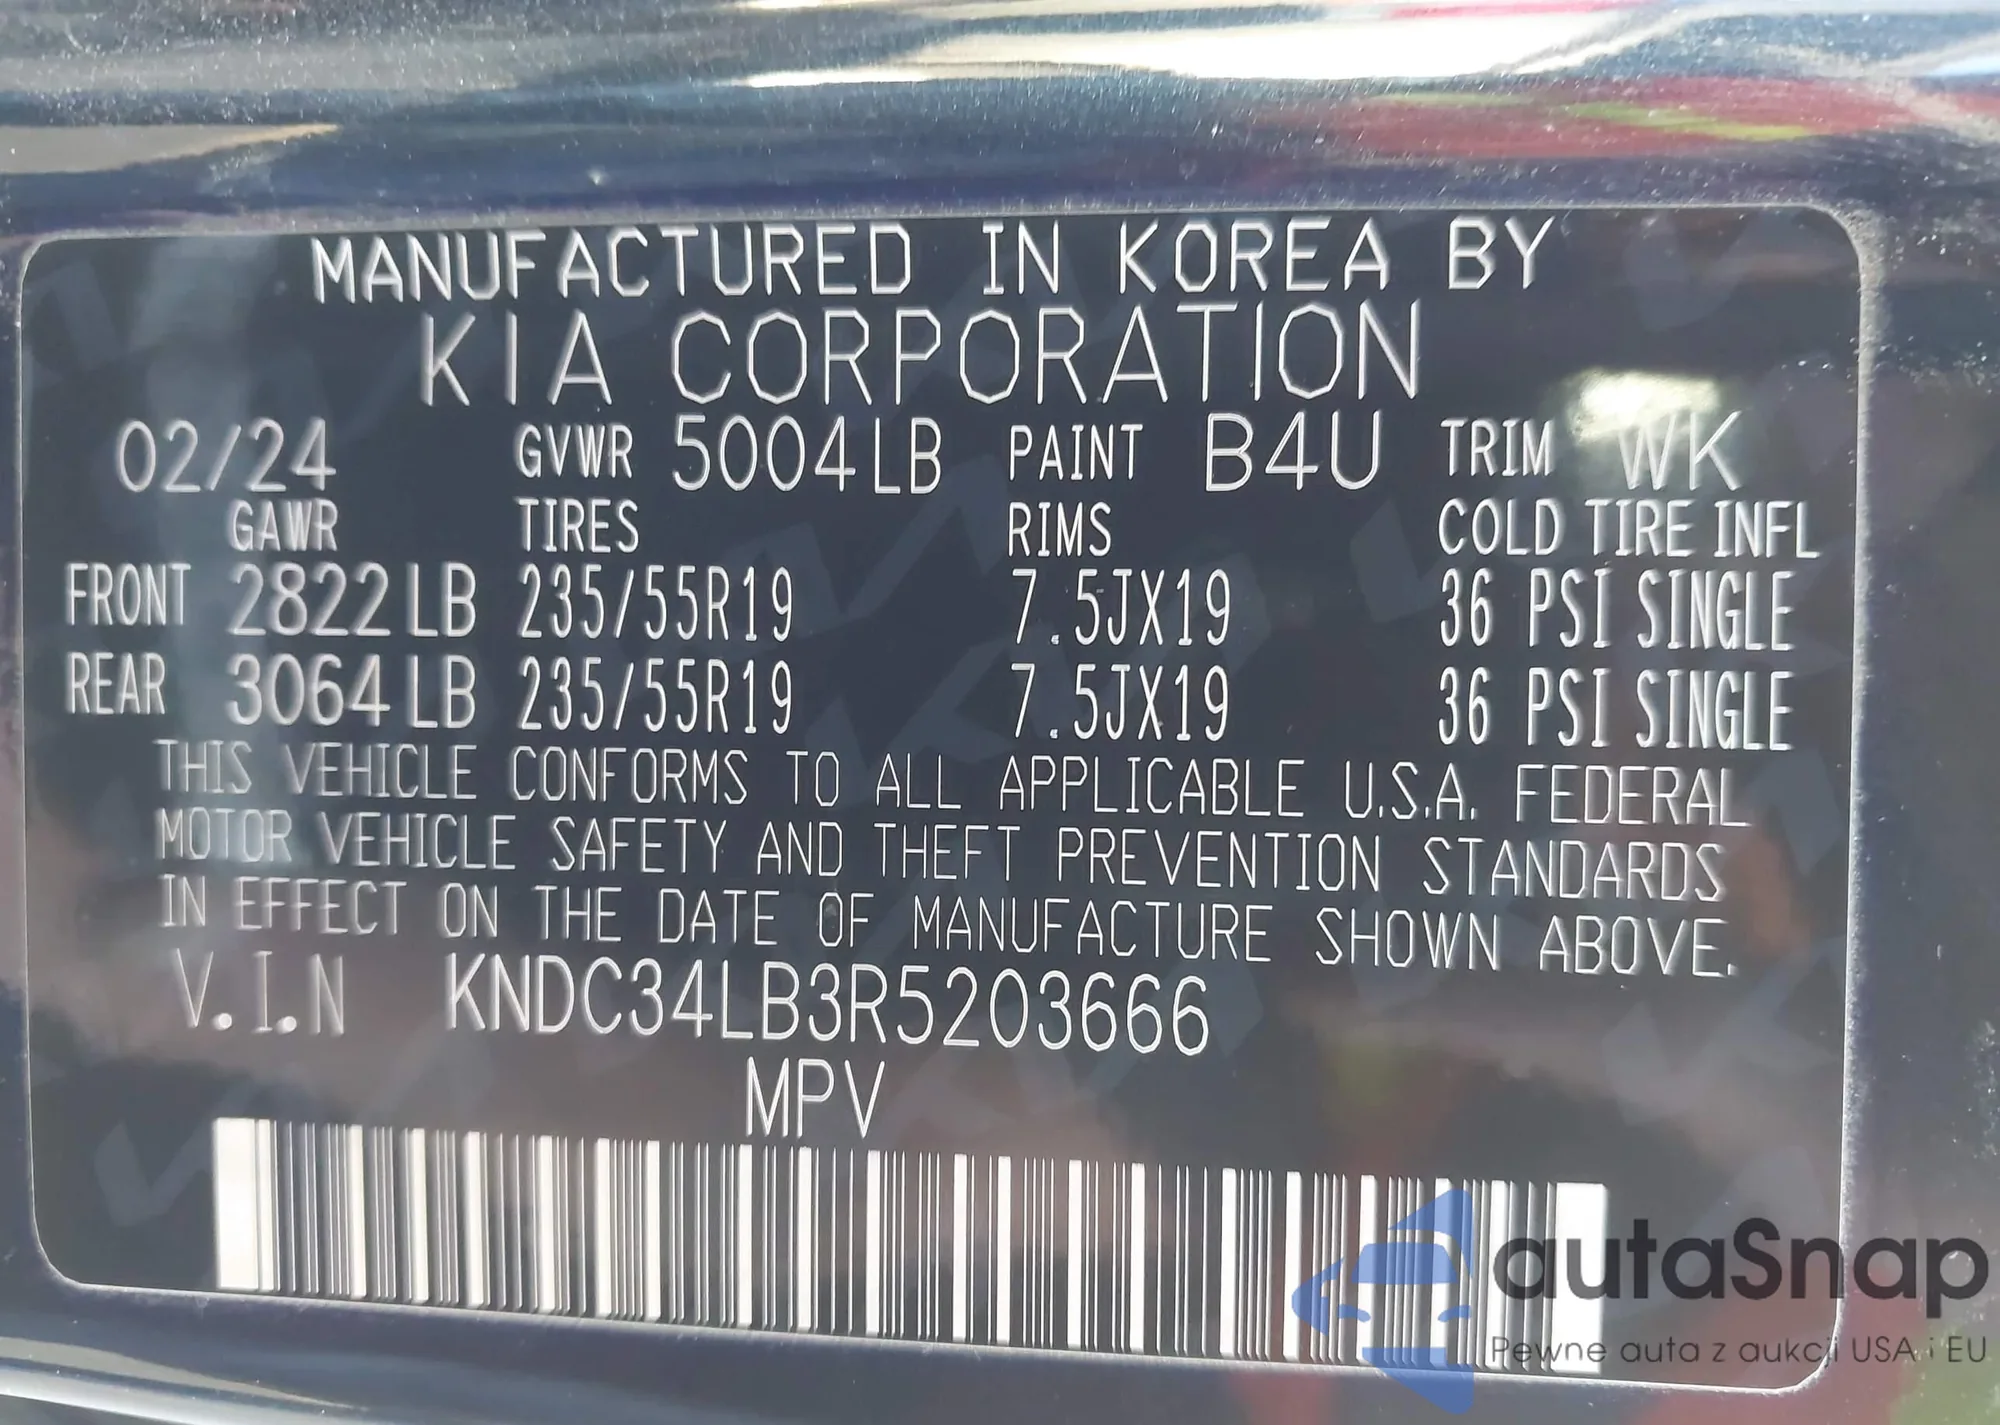 MANUFACTURED IN KOREA BY
KIA CORPORATION
02/24 GVWR 5004LB PAINT B4U TRIM WK
GAWR TIRES RIMS COLD TIRE INFL
FRONT 2822LB 235/55R19 7.5JX19 36 PSI SINGLE
REAR 3064LB 235/55R19 7.5JX19 36 PSI SINGLE
THIS VEHICLE CONFORMS TO ALL APPLICABLE U.S.A. FEDERAL
MOTOR VEHICLE SAFETY AND THEFT PREVENTION STANDARDS
IN EFFECT ON THE DATE OF MANUFACTURE SHOWN ABOVE.
V.I.N KNDC34LB3R5203666
MPV
autaSnap
Pewne auta z aukcji USA i EU